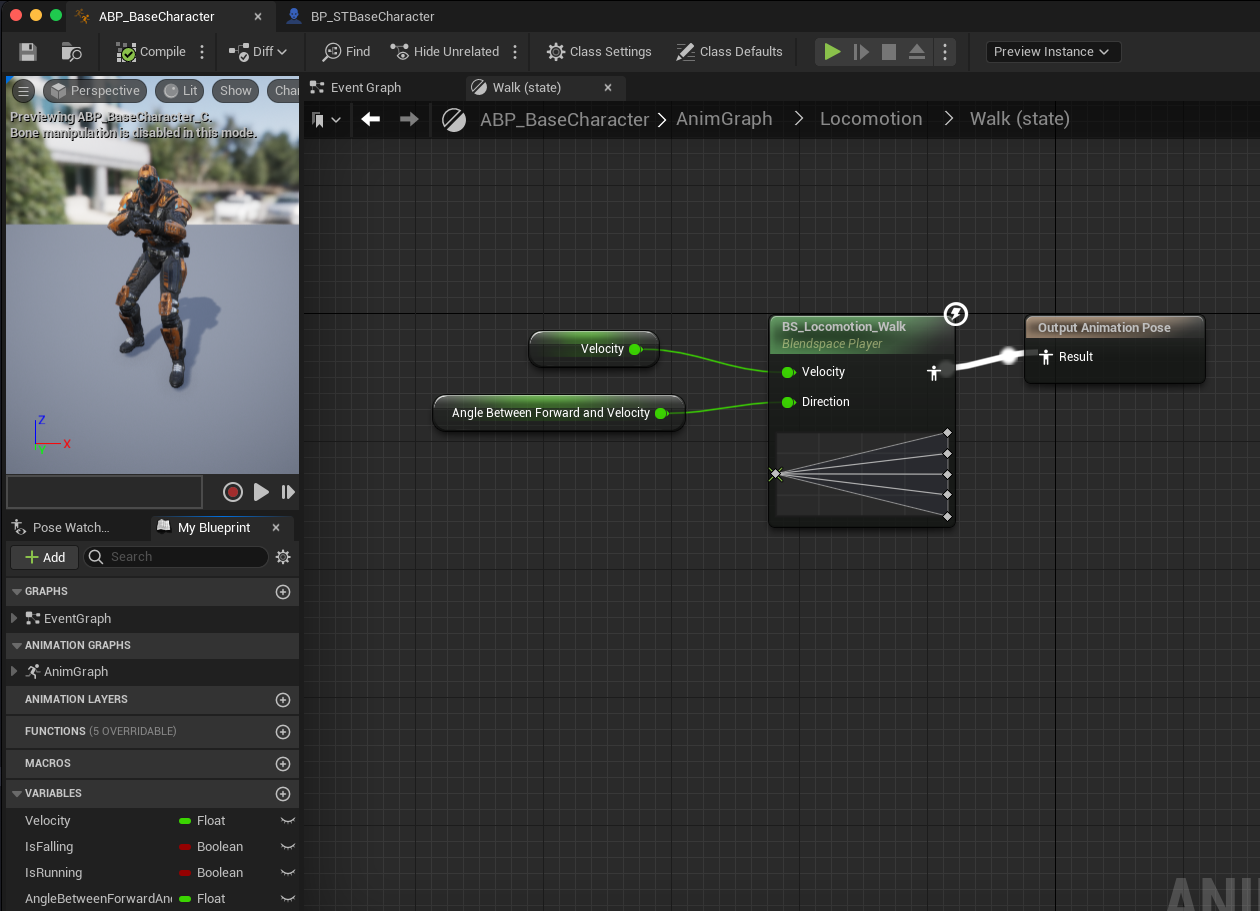 ABP_BaseCharacter
BP_STBaseCharacter
Compile
Diff
Find
Hide Unrelated
Class Settings
Class Defaults
Preview Instance
Perspective
Lit
Show
Cha
Event Graph
Walk (state)
Previewing ABP_BaseCharacter_C.
Bone manipulation is disabled in this mode.
ABP_BaseCharacter > AnimGraph > Locomotion > Walk (state)
Z
X
Y
Velocity
Angle Between Forward and Velocity
BS_Locomotion_Walk
Blendspace Player
Velocity
Direction
Output Animation Pose
Result
Pose Watch...
My Blueprint
Add
Search
GRAPHS
EventGraph
ANIMATION GRAPHS
AnimGraph
ANIMATION LAYERS
FUNCTIONS (5 OVERRIDABLE)
MACROS
VARIABLES
Velocity Float
IsFalling Boolean
IsRunning Boolean
AngleBetweenForwardAn Float
ANI